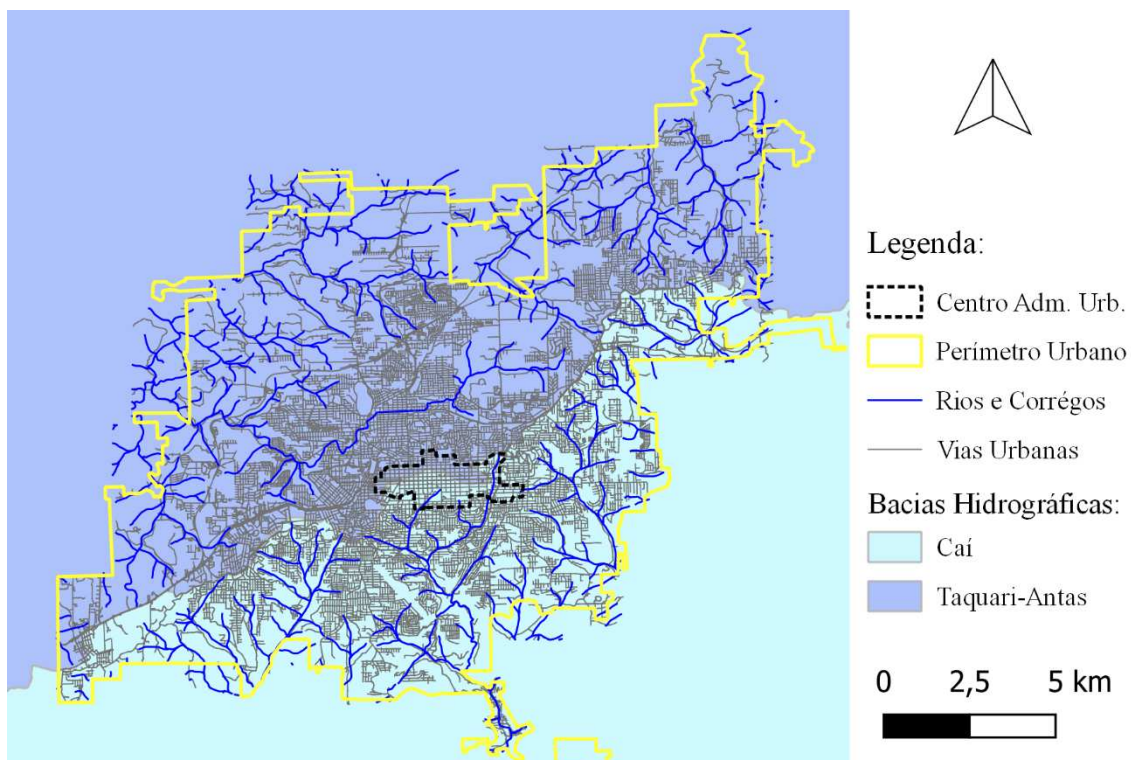 Legenda:
Centro Adm. Urb.
Perímetro Urbano
Rios e Corrégos
Vias Urbanas
Bacias Hidrográficas:
Caí
Taquari-Antas
0 2,5 5 km